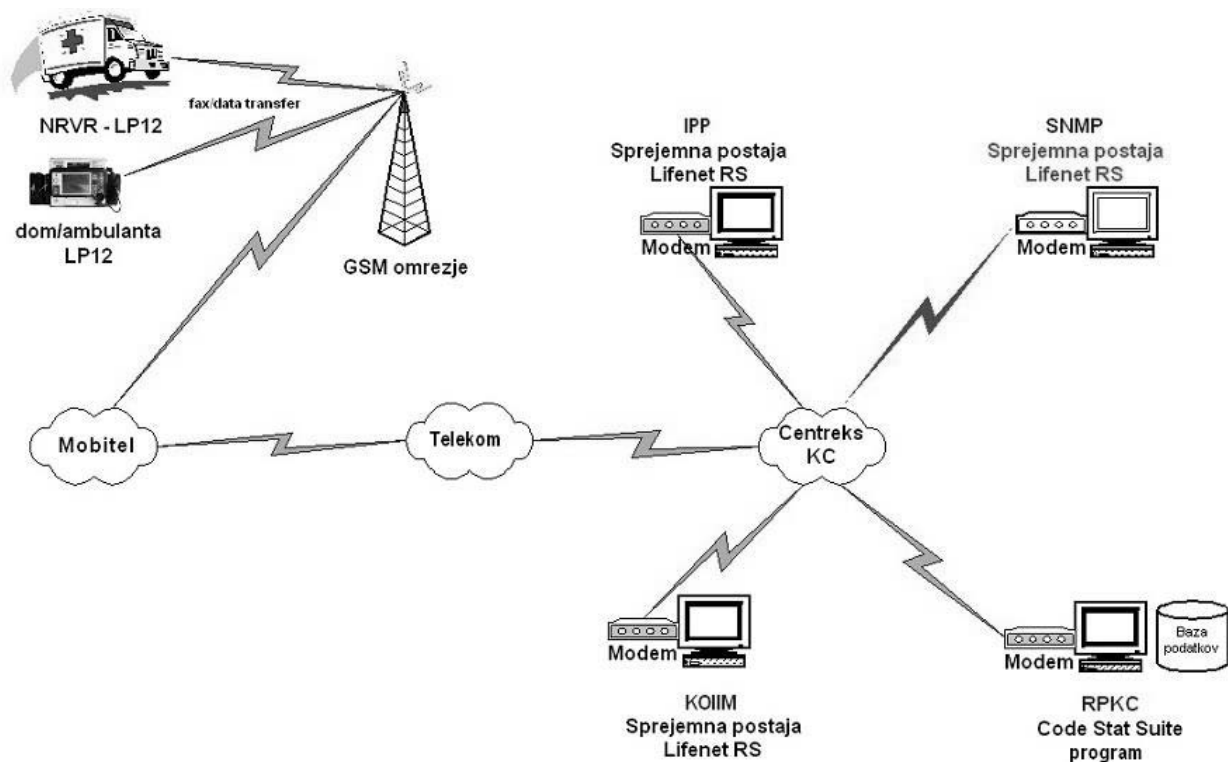 fax/data transfer
NRVR - LP12
dom/ambulanta
LP12
GSM omrezje
IPP
Sprejemna postaja
Lifenet RS
Modem
SNMP
Sprejemna postaja
Lifenet RS
Modem
Mobitel
Telekom
Centreks
KC
Modem
KOIIM
Sprejemna postaja
Lifenet RS
Modem
Baza
podatkov
RPKC
Code Stat Suite
program